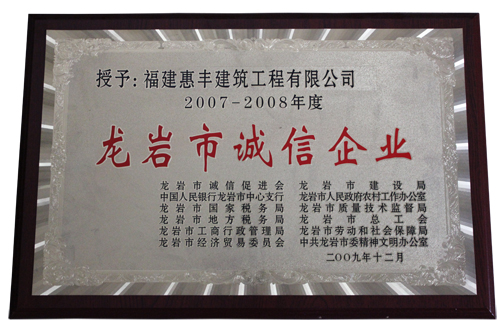 授予：福建惠丰建筑工程有限公司
2007-2008年度
龙岩市诚信企业
龙岩市诚信促进会 龙岩市建设局
中国人民银行龙岩市中心支行 龙岩市人民政府农村工作办公室
龙岩市国家税务局 龙岩市质量技术监督局
龙岩市地方税务局 龙岩市总工会
龙岩市工商行政管理局 龙岩市劳动和社会保障局
龙岩市经济贸易委员会 中共龙岩市委精神文明办公室
二00九年十二月